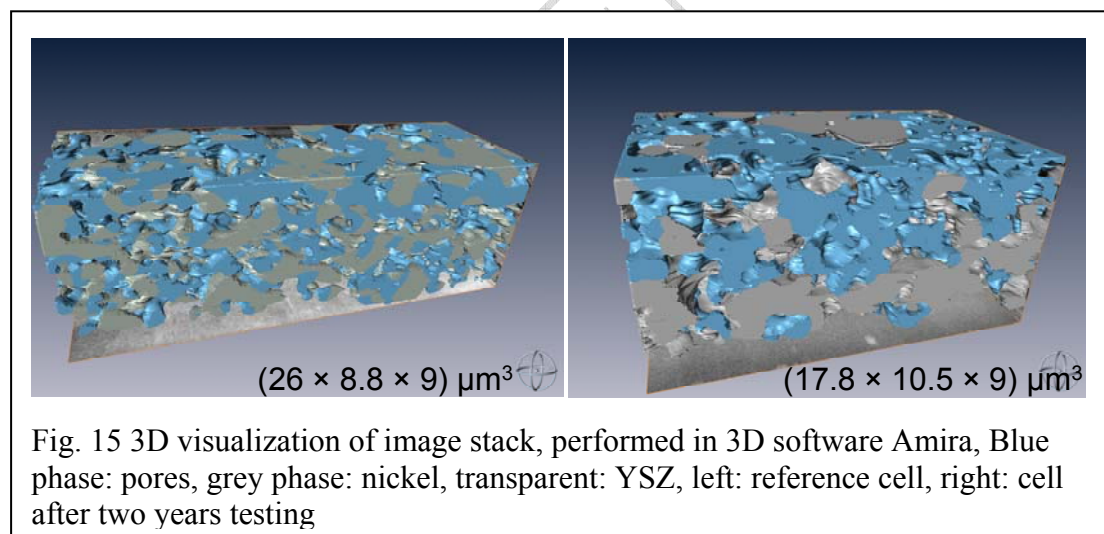 (26 × 8.8 × 9) µm³
(17.8 × 10.5 × 9) µm³
Fig. 15 3D visualization of image stack, performed in 3D software Amira, Blue
phase: pores, grey phase: nickel, transparent: YSZ, left: reference cell, right: cell
after two years testing